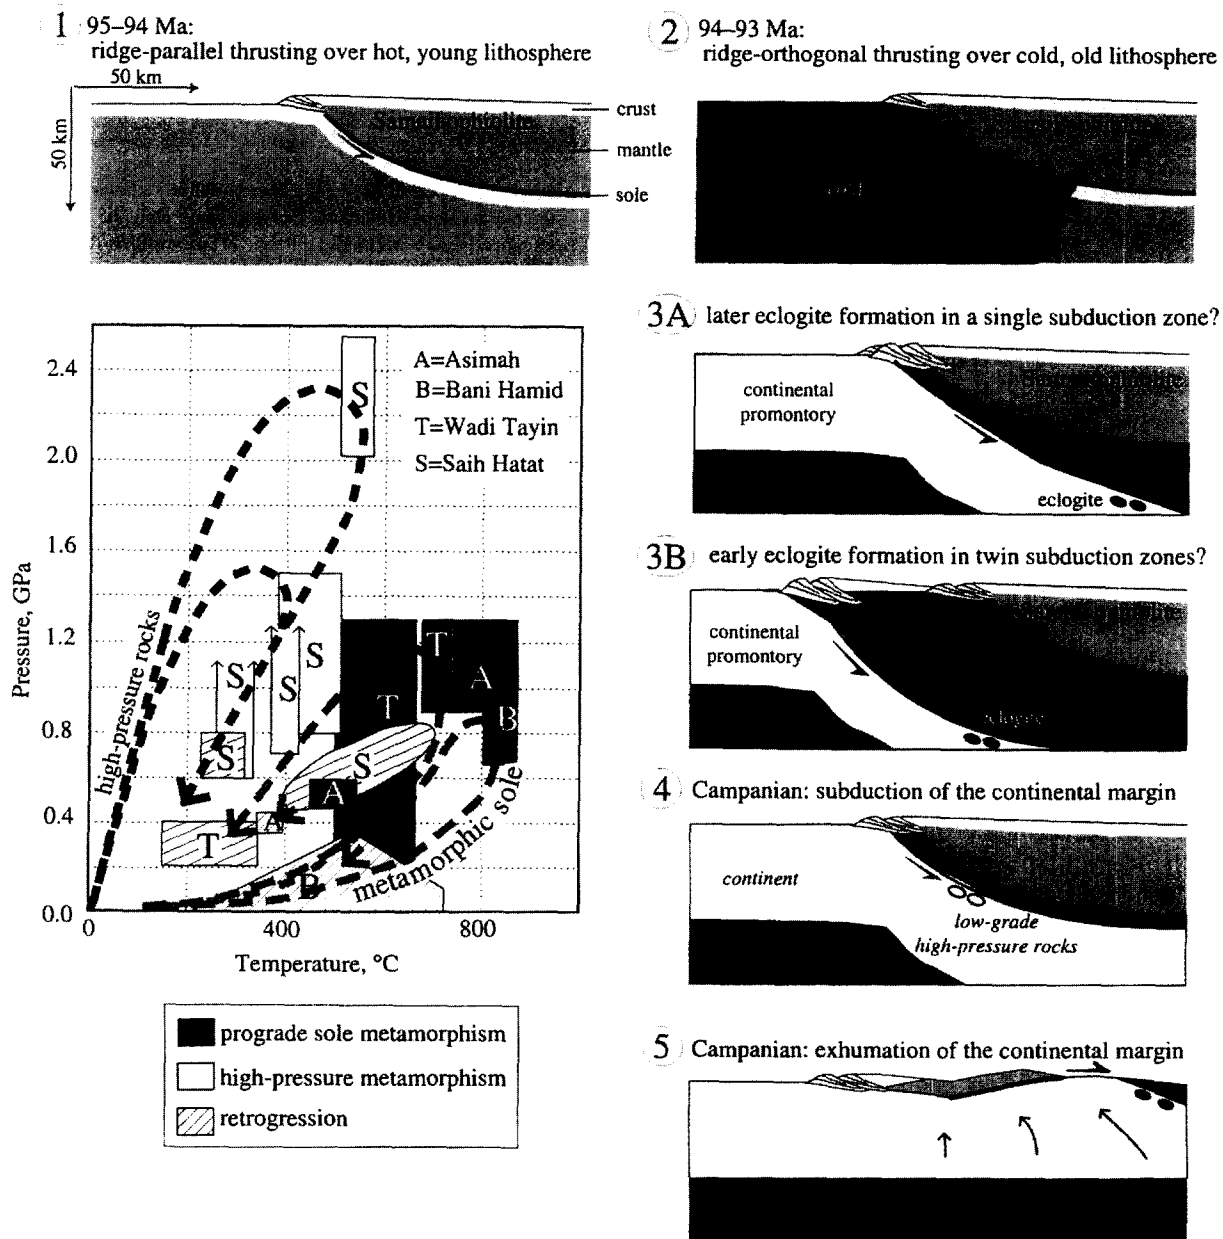 1 95–94 Ma:
ridge-parallel thrusting over hot, young lithosphere
50 km
50 km
crust
mantle
sole
2 94–93 Ma:
ridge-orthogonal thrusting over cold, old lithosphere
3A later eclogite formation in a single subduction zone?
continental
promontory
eclogite
3B early eclogite formation in twin subduction zones?
continental
promontory
eclogite
4 Campanian: subduction of the continental margin
continent
low-grade
high-pressure rocks
5 Campanian: exhumation of the continental margin
Pressure, GPa
2.4
2.0
1.6
1.2
0.8
0.4
0.0
0
400
800
Temperature, °C
A=Asimah
B=Bani Hamid
T=Wadi Tayin
S=Saih Hatat
high-pressure rocks
metamorphic sole
S
S
S
S
S
S
T
T
T
A
A
A
B
B
prograde sole metamorphism
high-pressure metamorphism
retrogression